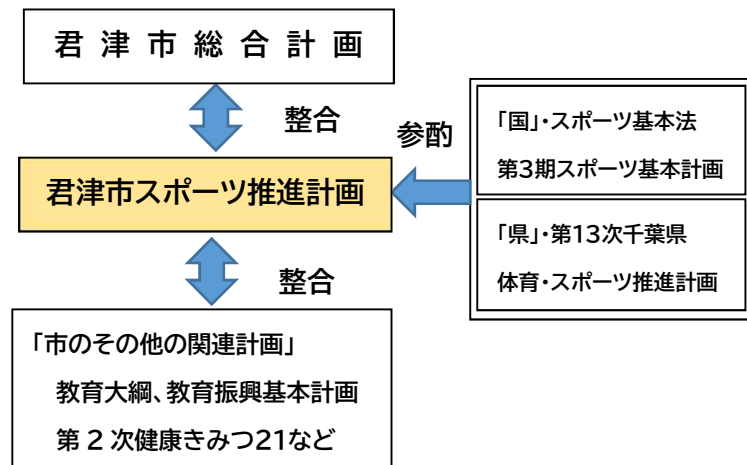 君津市総合計画
整合
参酌
「国」・スポーツ基本法
第3期スポーツ基本計画
君津市スポーツ推進計画
「県」・第13次千葉県
体育・スポーツ推進計画
整合
「市のその他の関連計画」
教育大綱、教育振興基本計画
第2次健康きみつ21など